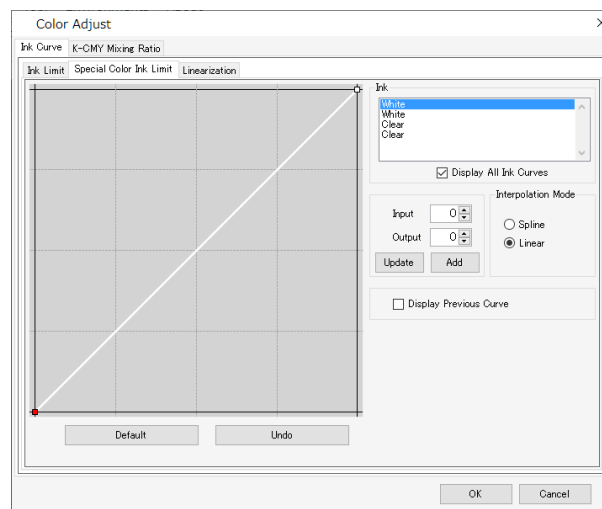 Color Adjust
Ink Curve
K-CMY Mixing Ratio
Ink Limit
Special Color Ink Limit
Linearization
Ink
White
White
Clear
Clear
Display All Ink Curves
Interpolation Mode
Input
0
Spline
Output
0
Linear
Update
Add
Display Previous Curve
Default
Undo
OK
Cancel